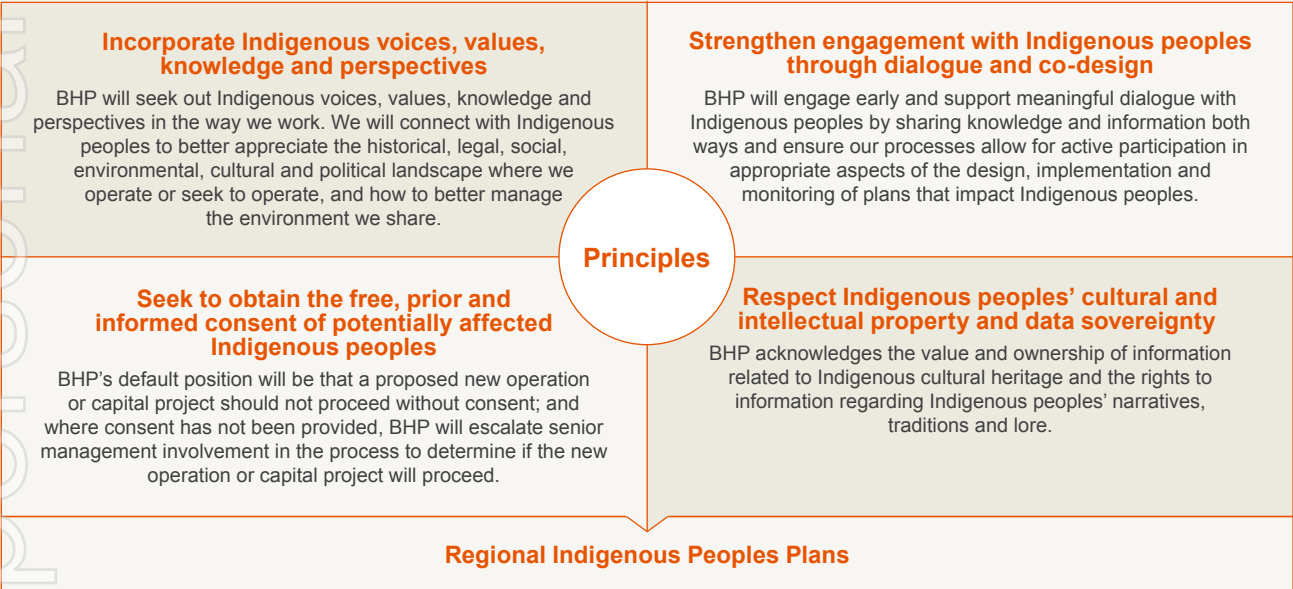 Incorporate Indigenous voices, values,
knowledge and perspectives
BHP will seek out Indigenous voices, values, knowledge and
perspectives in the way we work. We will connect with Indigenous
peoples to better appreciate the historical, legal, social,
environmental, cultural and political landscape where we
operate or seek to operate, and how to better manage
the environment we share.
Strengthen engagement with Indigenous peoples
through dialogue and co-design
BHP will engage early and support meaningful dialogue with
Indigenous peoples by sharing knowledge and information both
ways and ensure our processes allow for active participation in
appropriate aspects of the design, implementation and
monitoring of plans that impact Indigenous peoples.
Principles
Seek to obtain the free, prior and
informed consent of potentially affected
Indigenous peoples
BHP’s default position will be that a proposed new operation
or capital project should not proceed without consent; and
where consent has not been provided, BHP will escalate senior
management involvement in the process to determine if the new
operation or capital project will proceed.
Respect Indigenous peoples’ cultural and
intellectual property and data sovereignty
BHP acknowledges the value and ownership of information
related to Indigenous cultural heritage and the rights to
information regarding Indigenous peoples’ narratives,
traditions and lore.
Regional Indigenous Peoples Plans